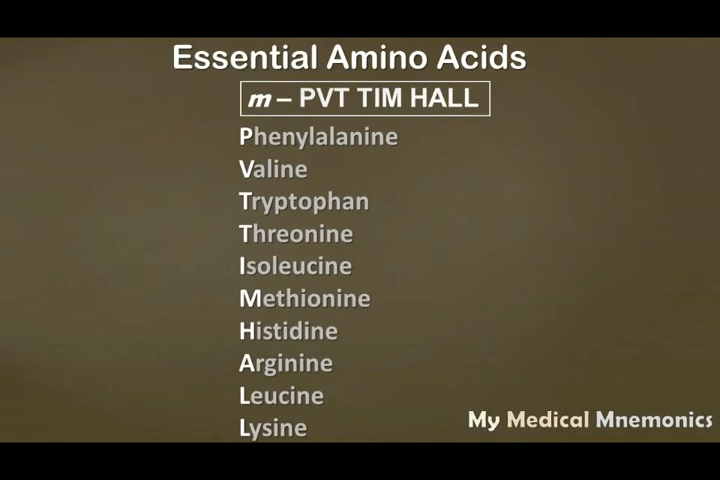 Essential Amino Acids
m – PVT TIM HALL
Phenylalanine
Valine
Tryptophan
Threonine
Isoleucine
Methionine
Histidine
Arginine
Leucine
Lysine
My Medical Mnemonics